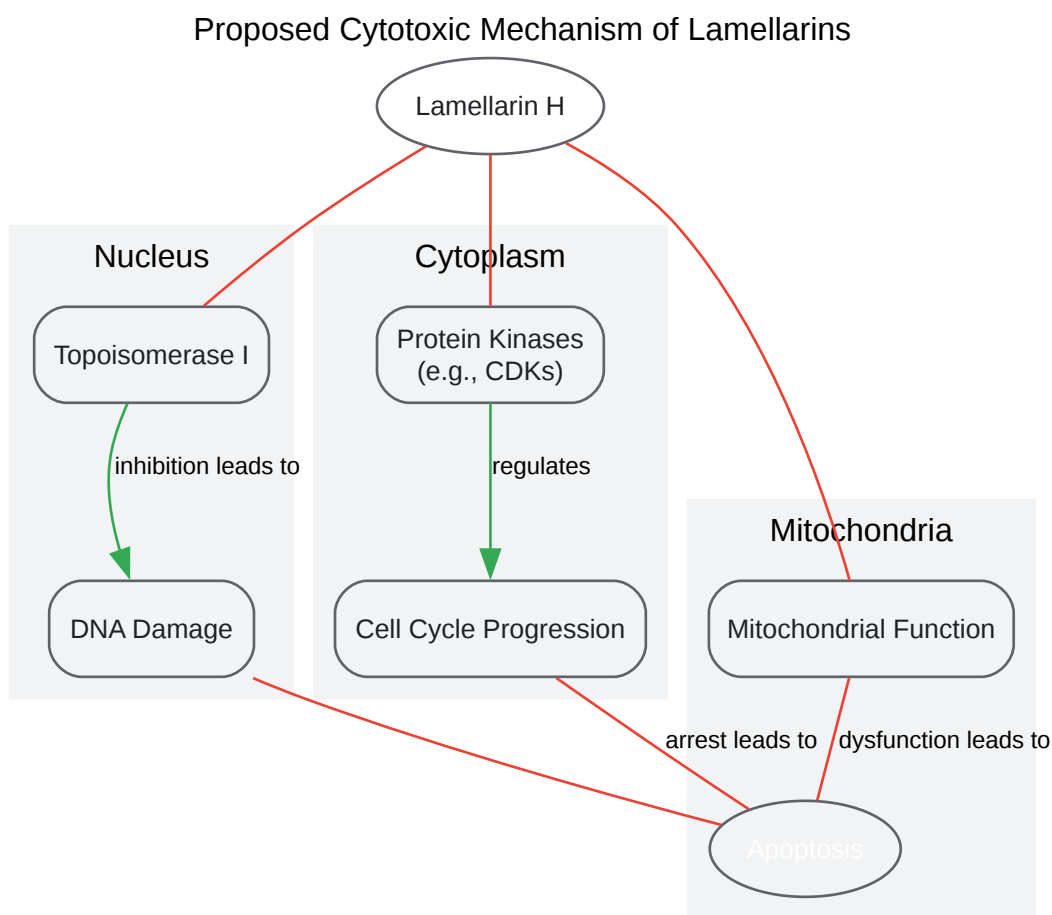 Proposed Cytotoxic Mechanism of Lamellarins
Lamellarin H
Nucleus
Cytoplasm
Topoisomerase I
Protein Kinases
(e.g., CDKs)
inhibition leads to
regulates
Mitochondria
DNA Damage
Cell Cycle Progression
Mitochondrial Function
arrest leads to
dysfunction leads to
Apoptosis